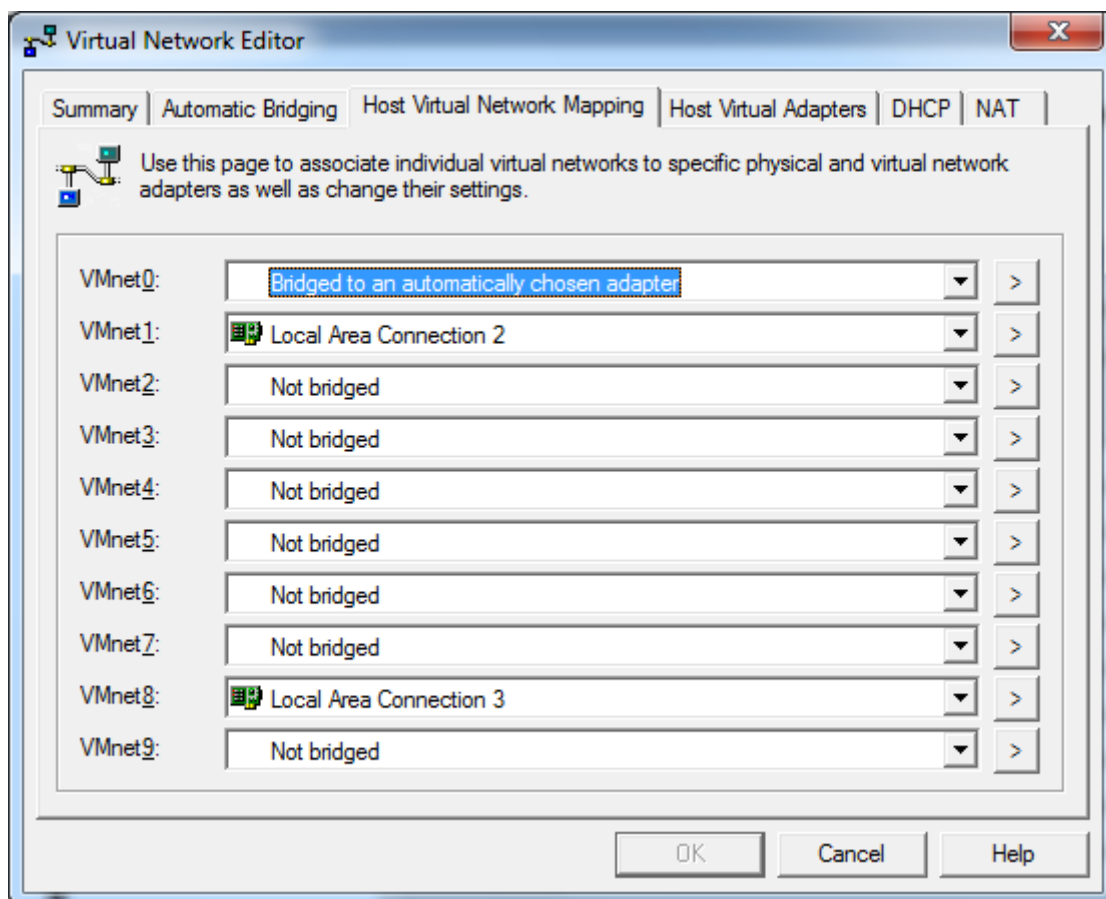 Virtual Network Editor
Summary Automatic Bridging Host Virtual Network Mapping Host Virtual Adapters DHCP NAT
Use this page to associate individual virtual networks to specific physical and virtual network
adapters as well as change their settings.
VMnet0: Bridged to an automatically chosen adapter >
VMnet1: Local Area Connection 2 >
VMnet2: Not bridged >
VMnet3: Not bridged >
VMnet4: Not bridged >
VMnet5: Not bridged >
VMnet6: Not bridged >
VMnet7: Not bridged >
VMnet8: Local Area Connection 3 >
VMnet9: Not bridged >
OK Cancel Help